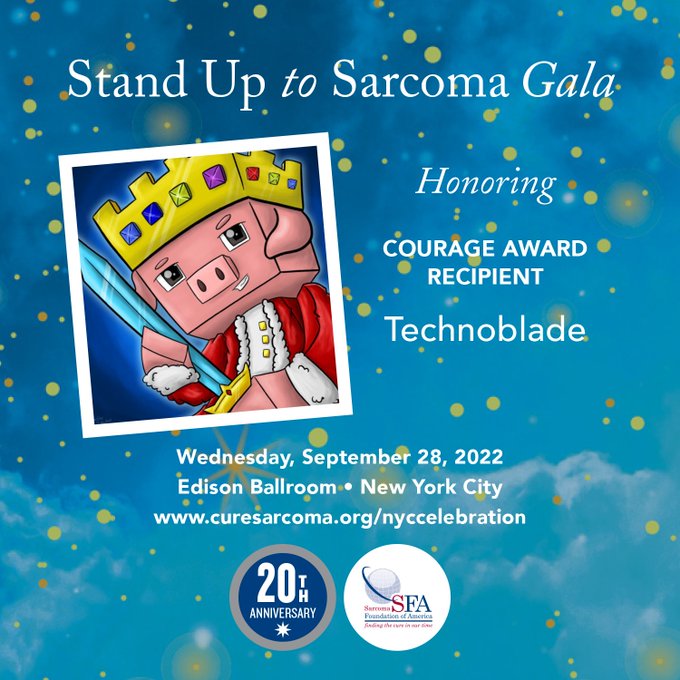 Stand Up to Sarcoma Gala
Honoring
COURAGE AWARD
RECIPIENT
Technoblade
Wednesday, September 28, 2022
Edison Ballroom • New York City
www.curesarcoma.org/nyccelebration
20TH
ANNIVERSARY
Sarcoma SFA
Foundation of America
finding the cure in our time